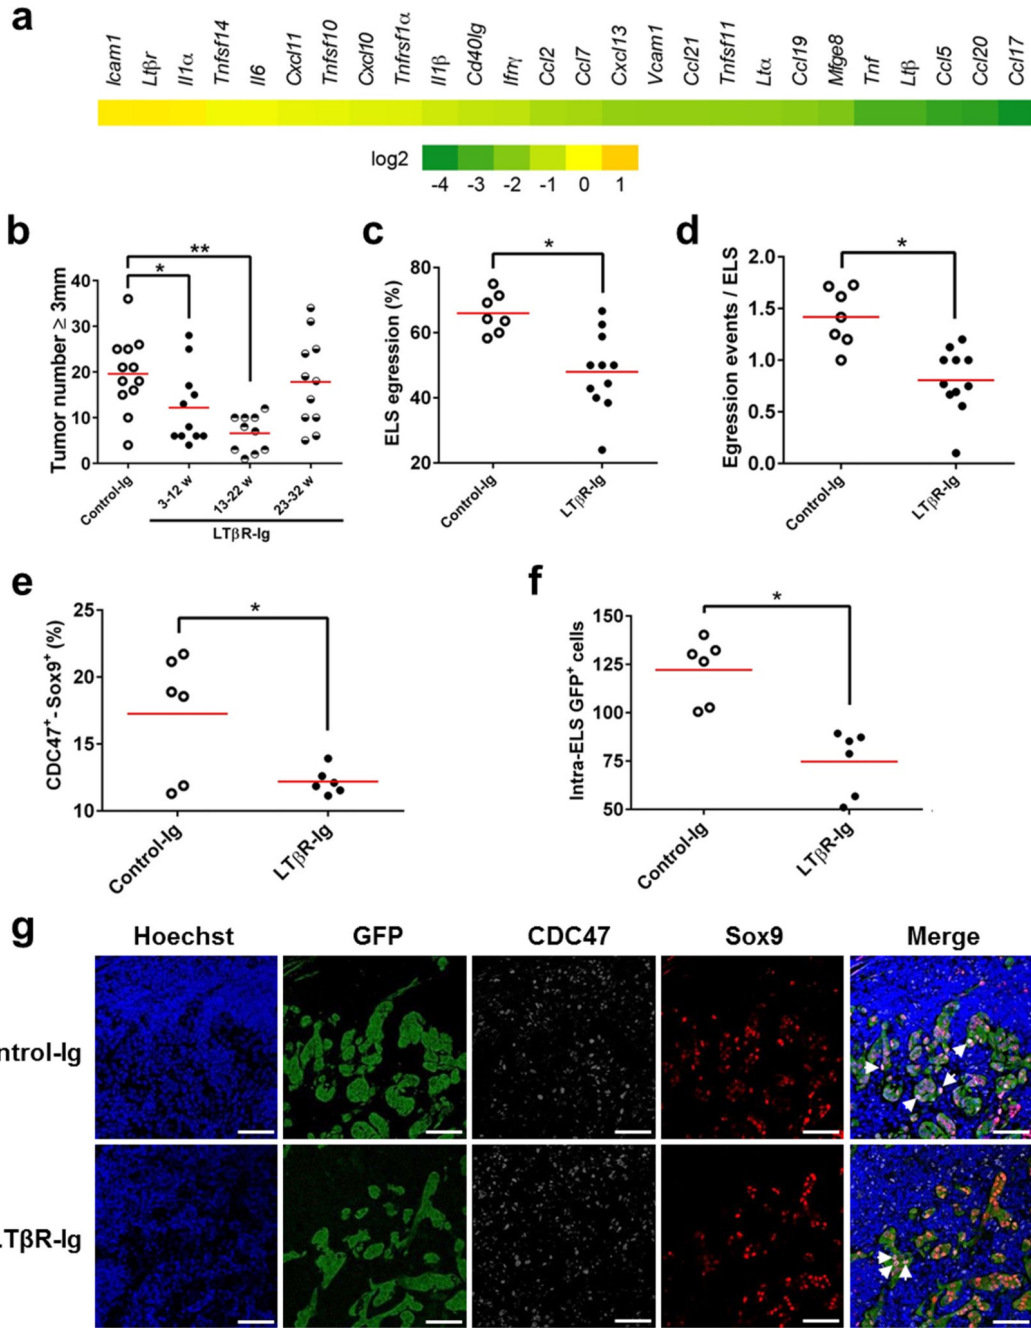 a
Icam1 Ltβr Il1α Tnfsf14 Il6 Cxcl11 Tnfsf10 Cxcl10 Tnfrsf1α Il1β Cd40lg Ifnγ Ccl2 Ccl7 Cxcl13 Vcam1 Ccl21 Tnfsf11 Ltα Ccl19 Mfge8 Tnf Ltβ Ccl5 Ccl20 Ccl17
log2
-4 -3 -2 -1 0 1
b
Tumor number ≥ 3mm
40
30
20
10
0
* **
Control-Ig 3-12 w 13-22 w 23-32 w
LTβR-Ig
c
ELS egression (%)
80
60
40
20
*
Control-Ig LTβR-Ig
d
Egression events / ELS
2.0
1.5
1.0
0.5
0.0
*
Control-Ig LTβR-Ig
e
CDC47⁺- Sox9⁺ (%)
25
20
15
10
*
Control-Ig LTβR-Ig
f
Intra-ELS GFP⁺ cells
150
125
100
75
50
*
Control-Ig LTβR-Ig
g
Hoechst GFP CDC47 Sox9 Merge
ntrol-Ig
TβR-Ig